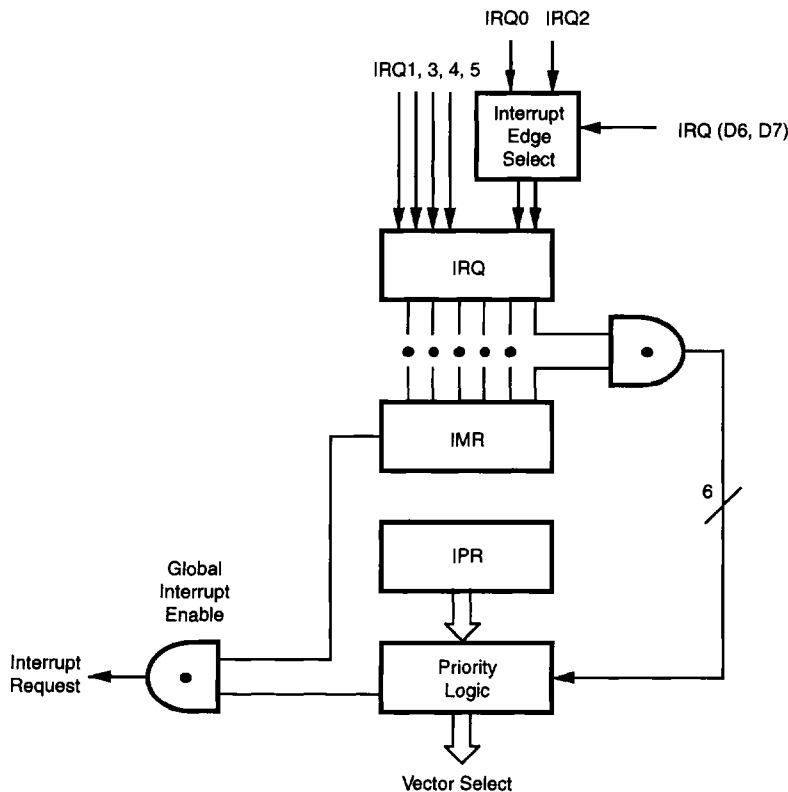 IRQ0 IRQ2
IRQ1, 3, 4, 5
Interrupt
Edge
Select
IRQ (D6, D7)
IRQ
IMR
6
IPR
Global
Interrupt
Enable
Interrupt
Request
Priority
Logic
Vector Select